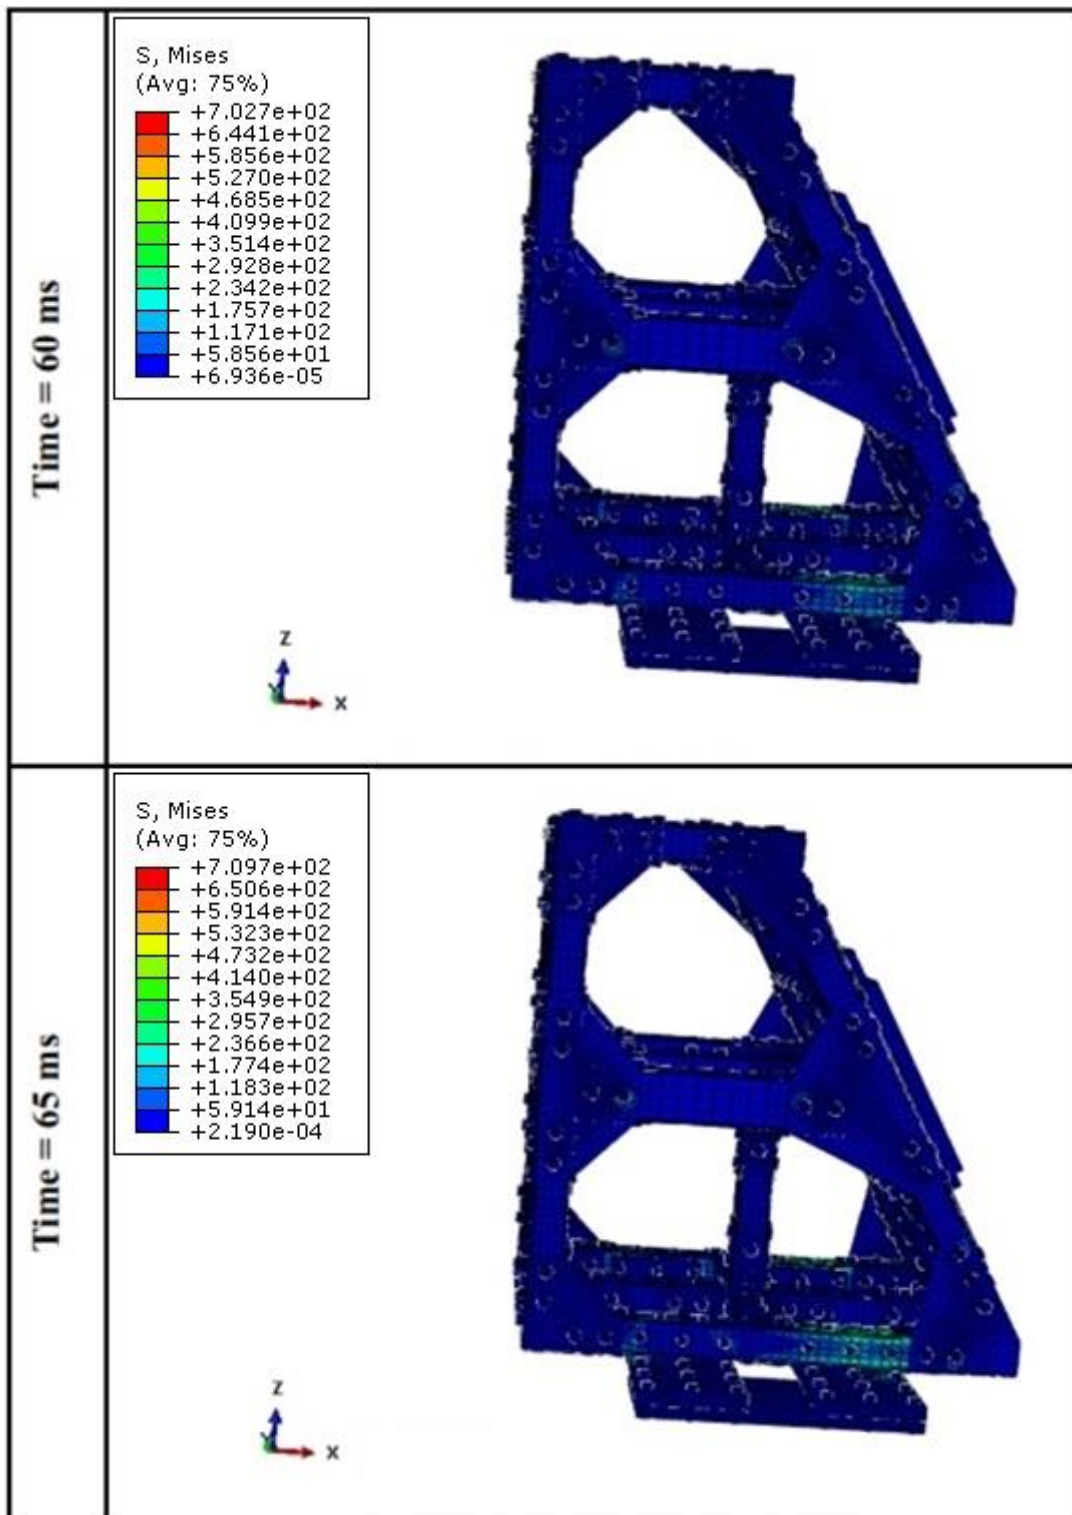 Time = 60 ms
S, Mises
(Avg: 75%)
+7.027e+02
+6.441e+02
+5.856e+02
+5.270e+02
+4.685e+02
+4.099e+02
+3.514e+02
+2.928e+02
+2.342e+02
+1.757e+02
+1.171e+02
+5.856e+01
+6.936e-05
Z
Y
X
Time = 65 ms
S, Mises
(Avg: 75%)
+7.097e+02
+6.506e+02
+5.914e+02
+5.323e+02
+4.732e+02
+4.140e+02
+3.549e+02
+2.957e+02
+2.366e+02
+1.774e+02
+1.183e+02
+5.914e+01
+2.190e-04
Z
Y
X